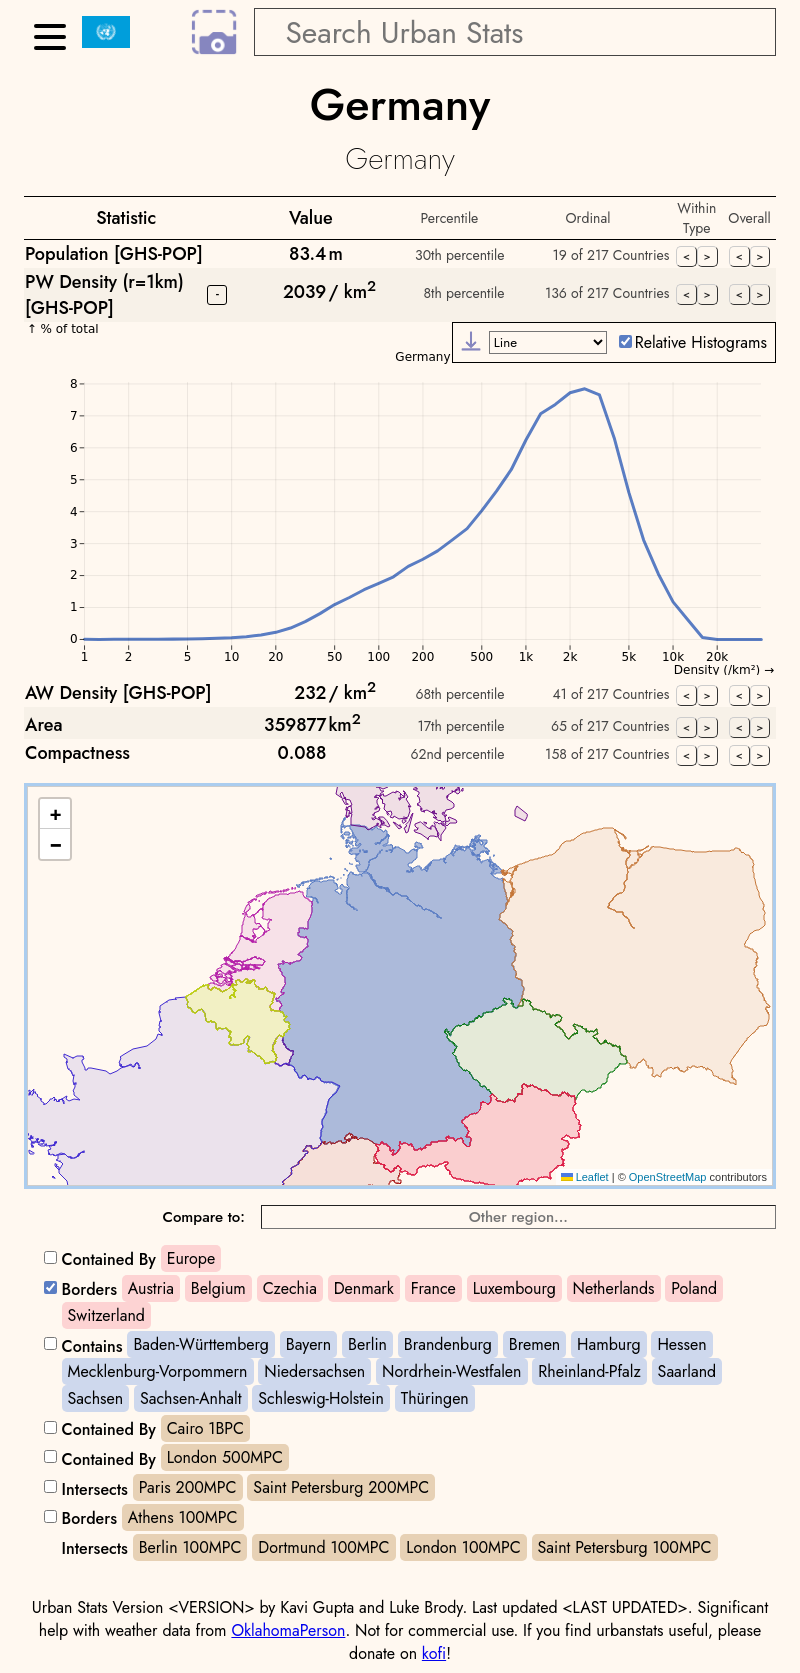 Search Urban Stats
Germany
Germany
Statistic Value Percentile Ordinal Within Type Overall
Population [GHS-POP] 83.4 m 30th percentile 19 of 217 Countries < > < >
PW Density (r=1km) [GHS-POP] - 2039 / km² 8th percentile 136 of 217 Countries < > < >
↑ % of total
Line Relative Histograms
Germany
8
7
6
5
4
3
2
1
0
1 2 5 10 20 50 100 200 500 1k 2k 5k 10k 20k
Density (/km²) →
AW Density [GHS-POP] 232 / km² 68th percentile 41 of 217 Countries < > < >
Area 359877 km² 17th percentile 65 of 217 Countries < > < >
Compactness 0.088 62nd percentile 158 of 217 Countries < > < >
+
−
Leaflet | © OpenStreetMap contributors
Compare to: Other region...
Contained By Europe
Borders Austria Belgium Czechia Denmark France Luxembourg Netherlands Poland
Switzerland
Contains Baden-Württemberg Bayern Berlin Brandenburg Bremen Hamburg Hessen
Mecklenburg-Vorpommern Niedersachsen Nordrhein-Westfalen Rheinland-Pfalz Saarland
Sachsen Sachsen-Anhalt Schleswig-Holstein Thüringen
Contained By Cairo 1BPC
Contained By London 500MPC
Intersects Paris 200MPC Saint Petersburg 200MPC
Borders Athens 100MPC
Intersects Berlin 100MPC Dortmund 100MPC London 100MPC Saint Petersburg 100MPC
Urban Stats Version <VERSION> by Kavi Gupta and Luke Brody. Last updated <LAST UPDATED>. Significant
help with weather data from OklahomaPerson. Not for commercial use. If you find urbanstats useful, please
donate on kofi!